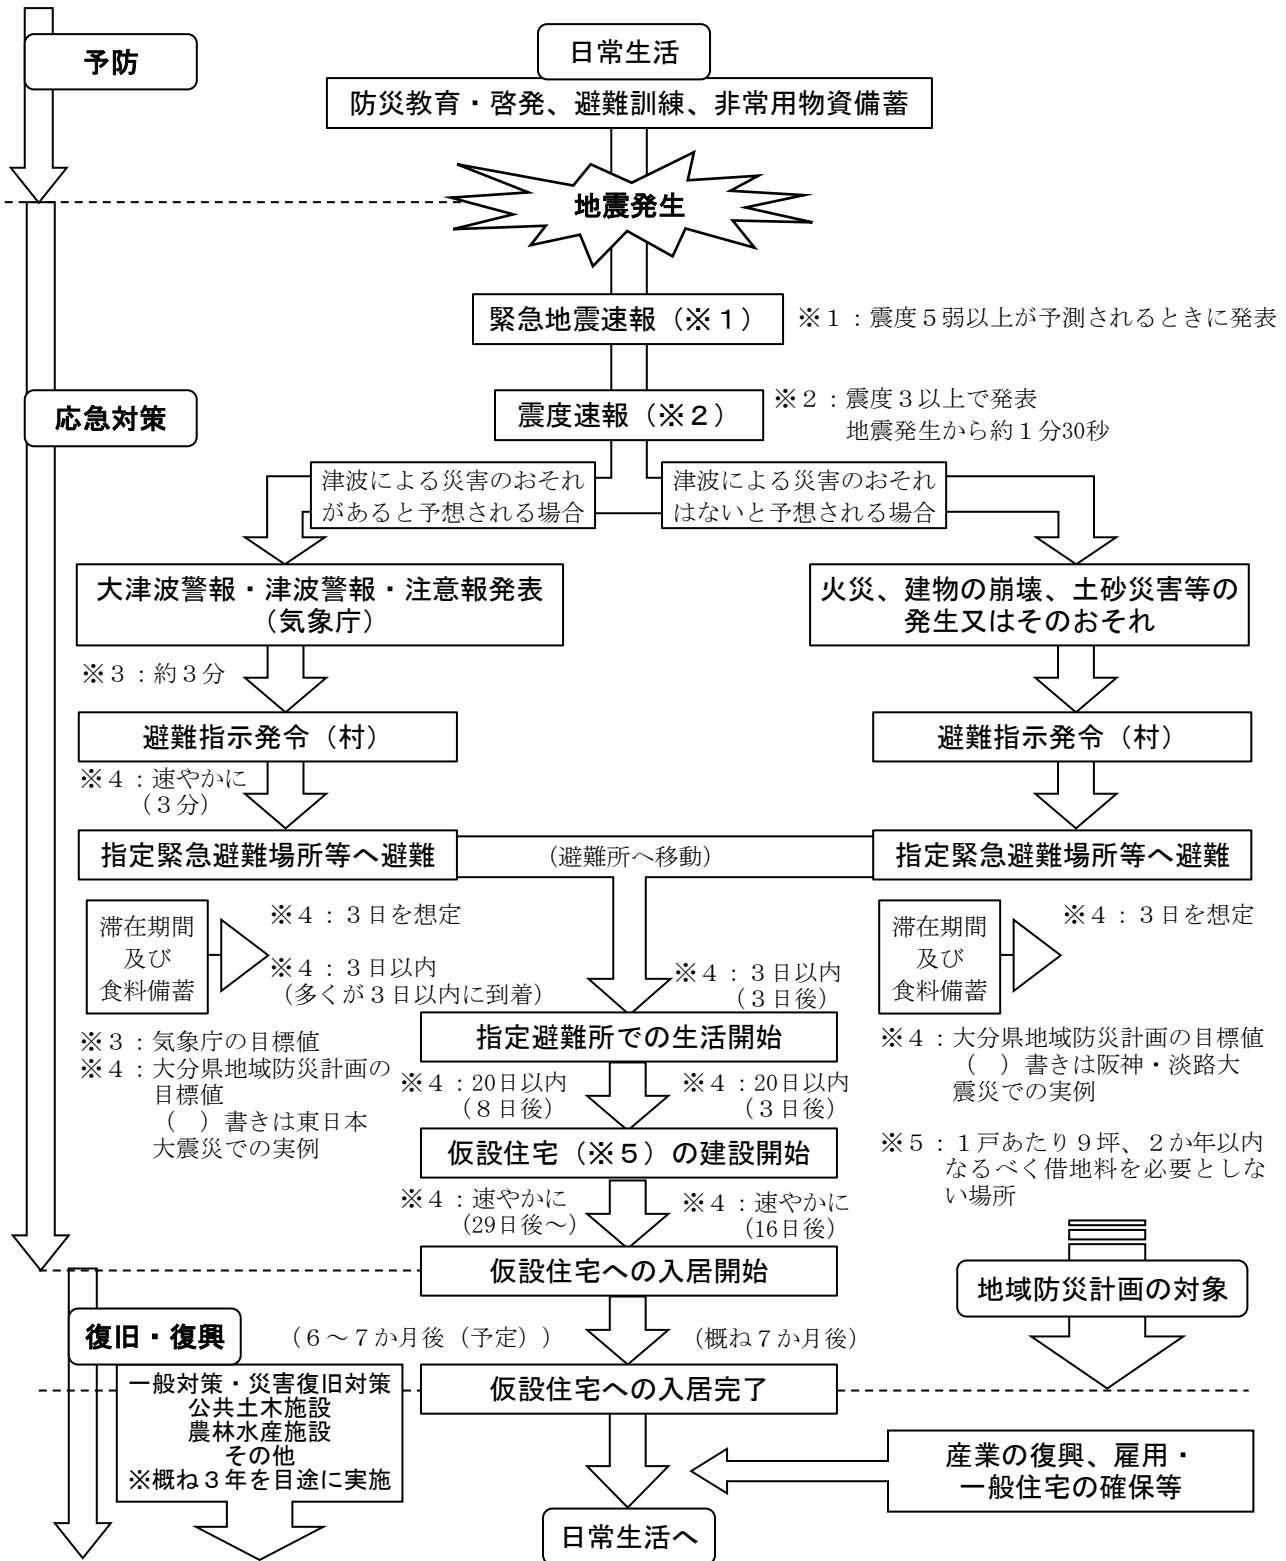 予防
日常生活
防災教育・啓発、避難訓練、非常用物資備蓄
地震発生
緊急地震速報（※１）
※１：震度５弱以上が予測されるときに発表
応急対策
震度速報（※２）
※２：震度３以上で発表
地震発生から約１分30秒
津波による災害のおそれ
があると予想される場合
津波による災害のおそれ
はないと予想される場合
大津波警報・津波警報・注意報発表
（気象庁）
火災、建物の崩壊、土砂災害等の
発生又はそのおそれ
※３：約３分
避難指示発令（村）
避難指示発令（村）
※４：速やかに
（３分）
指定緊急避難場所等へ避難
（避難所へ移動）
指定緊急避難場所等へ避難
滞在期間
及び
食料備蓄
※４：３日を想定
※４：３日以内
（多くが３日以内に到着）
※４：３日以内
（３日後）
滞在期間
及び
食料備蓄
※４：３日を想定
指定避難所での生活開始
※３：気象庁の目標値
※４：大分県地域防災計画の
目標値
（　）書きは東日本
大震災での実例
※４：20日以内
（８日後）
※４：20日以内
（３日後）
※４：大分県地域防災計画の目標値
（　）書きは阪神・淡路大
震災での実例
仮設住宅（※５）の建設開始
※５：１戸あたり９坪、２か年以内
なるべく借地料を必要としな
い場所
※４：速やかに
（29日後～）
※４：速やかに
（16日後）
仮設住宅への入居開始
地域防災計画の対象
復旧・復興
（６～７か月後（予定））
（概ね７か月後）
一般対策・災害復旧対策
公共土木施設
農林水産施設
その他
※概ね３年を目途に実施
仮設住宅への入居完了
産業の復興、雇用・
一般住宅の確保等
日常生活へ